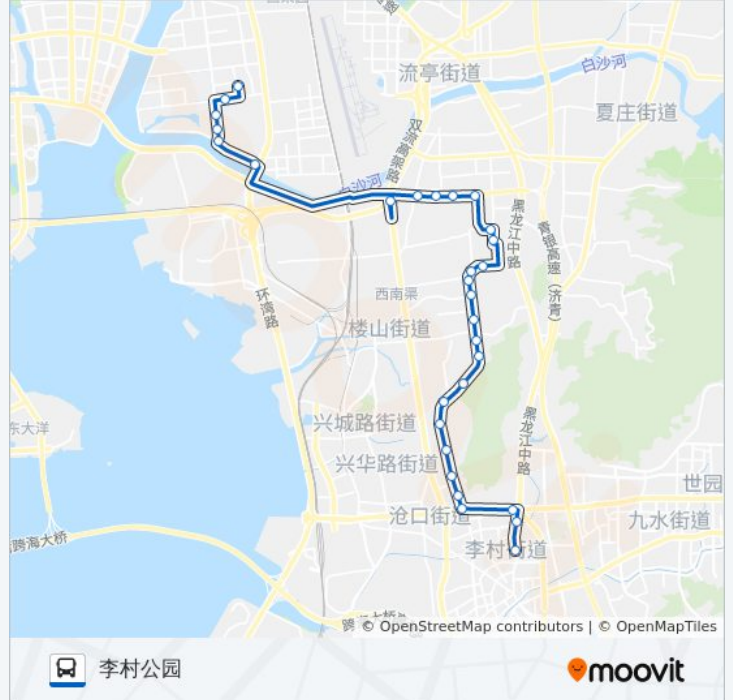 流亭街道
白沙河
夏庄街道
双流高架路
白沙河
黑龙江中路
青银高速（济青）
西南渠
环湾路
楼山街道
兴城路街道
东大洋
黑龙江中路
兴华路街道
世园
沧口街道
九水街道
跨海大桥
李村街道
© OpenStreetMap contributors | © OpenMapTiles
李村公园
moovit